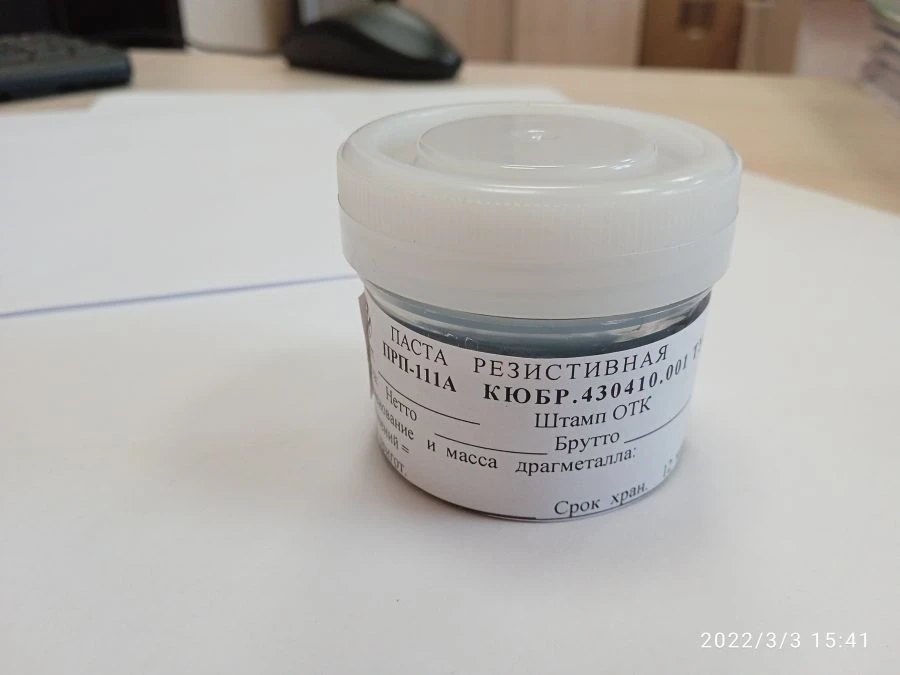 ПАСТА РЕЗИСТИВНАЯ
ПРП-111А КЮБР.430410.001
Штамп ОТК
Нетто Брутто
и масса драгметалла:
Срок хран.
2022/3/3 15:41